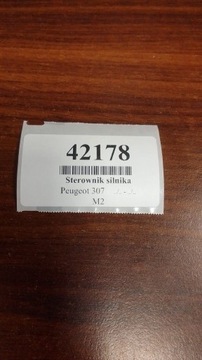 42178
Sterownik silnika
Peugeot 307
M2